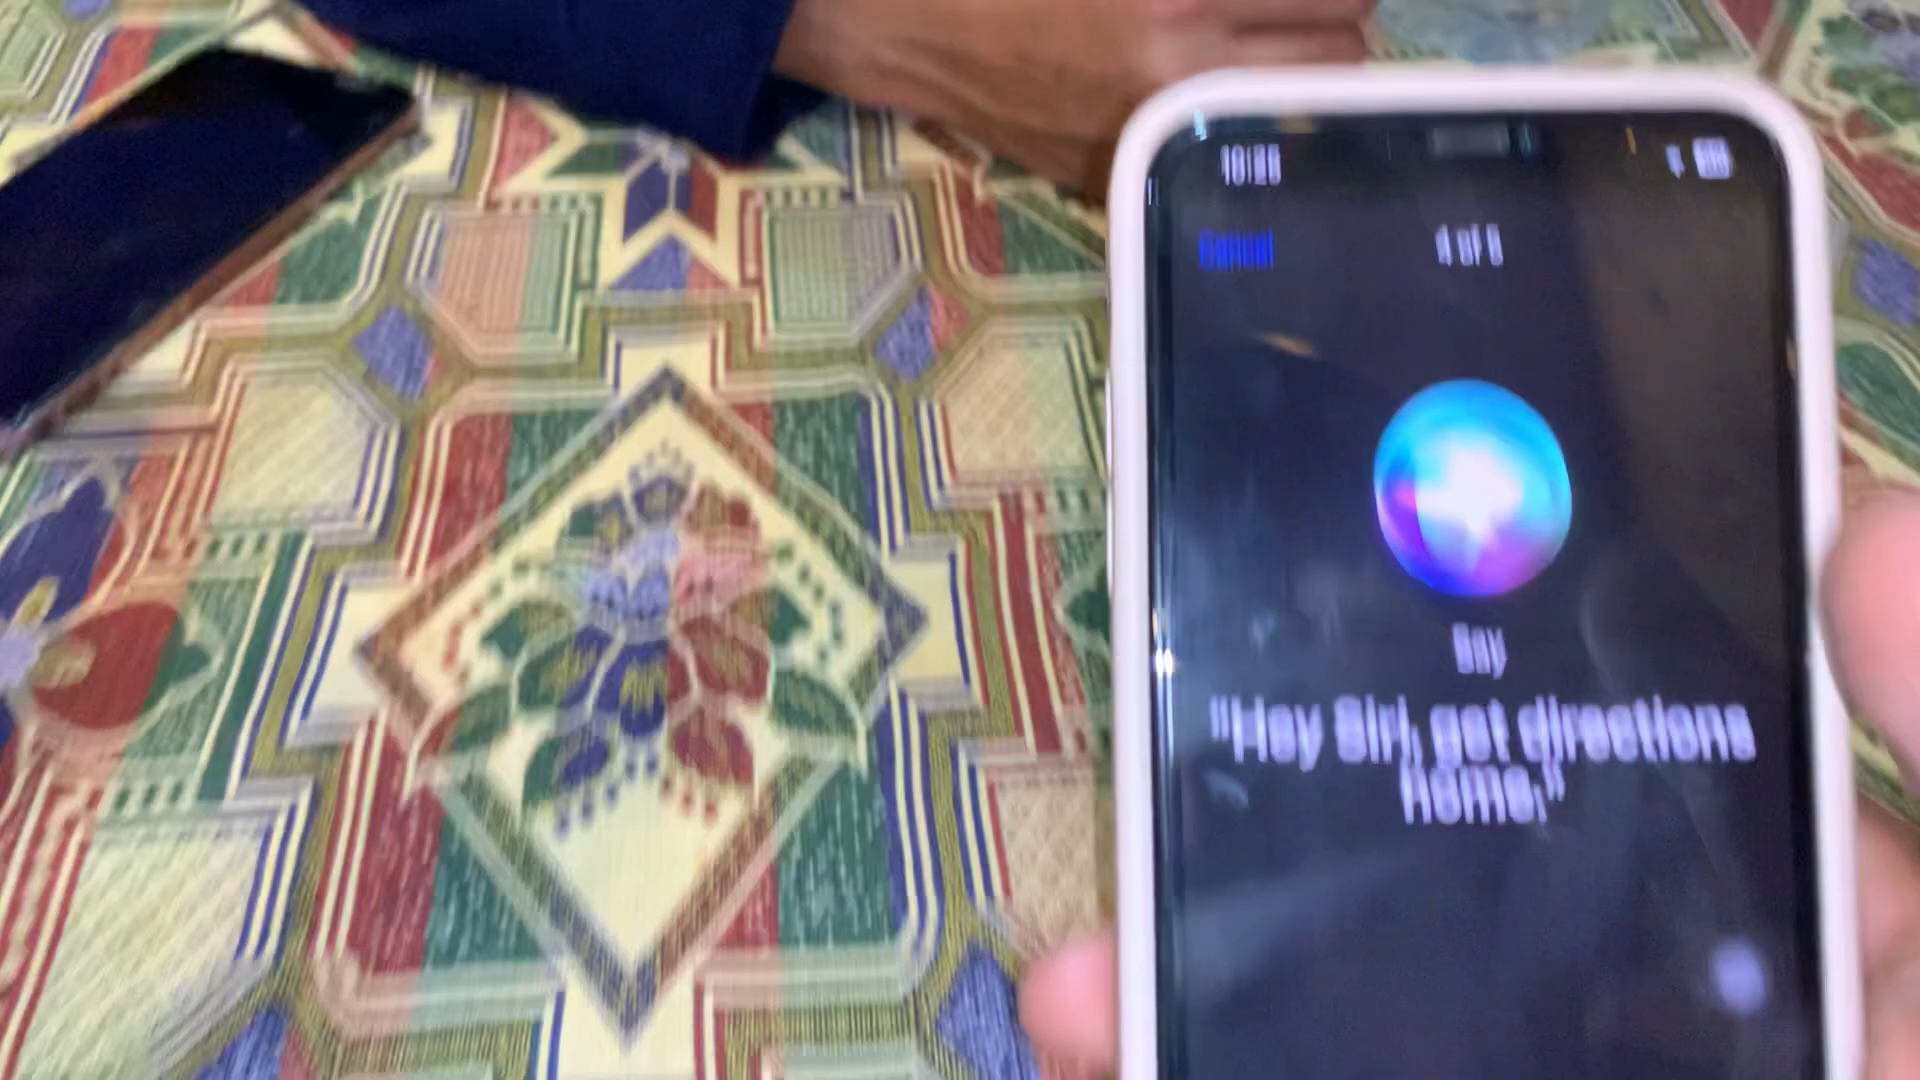 Cancel
4 of 5
Say
"Hey Siri, get directions
home."